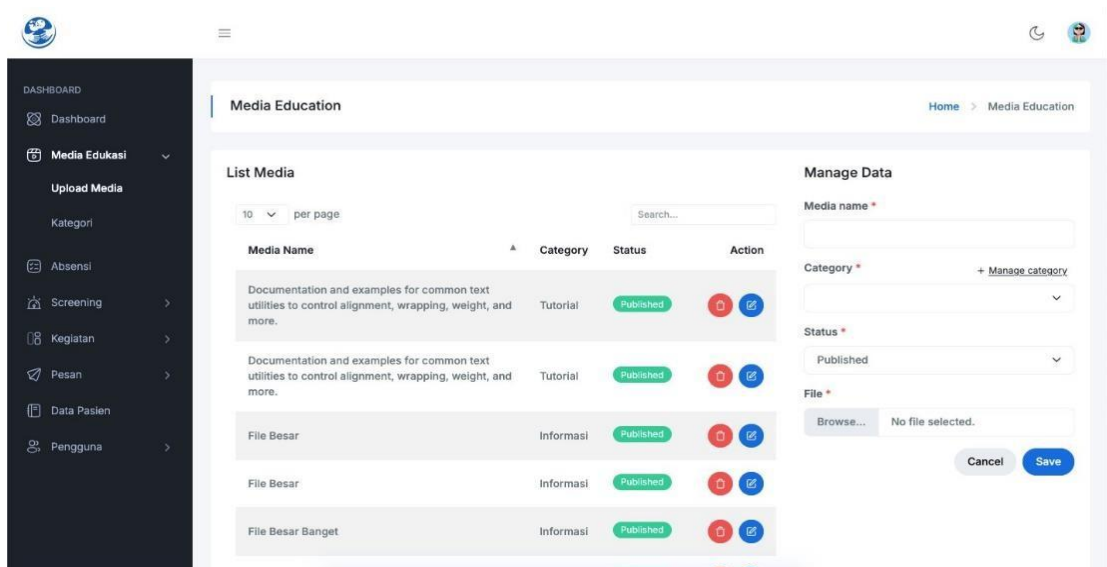 DASHBOARD
Dashboard
Media Edukasi
Upload Media
Kategori
Absensi
Screening
Kegiatan
Pesan
Data Pasien
Pengguna
Media Education
Home > Media Education
List Media
10 per page
Search...
Media Name Category Status Action
Documentation and examples for common text
utilities to control alignment, wrapping, weight, and
more.
Tutorial Published
Documentation and examples for common text
utilities to control alignment, wrapping, weight, and
more.
Tutorial Published
File Besar Informasi Published
File Besar Informasi Published
File Besar Banget Informasi Published
Manage Data
Media name *
Category * + Manage category
Status *
Published
File *
Browse... No file selected.
Cancel Save